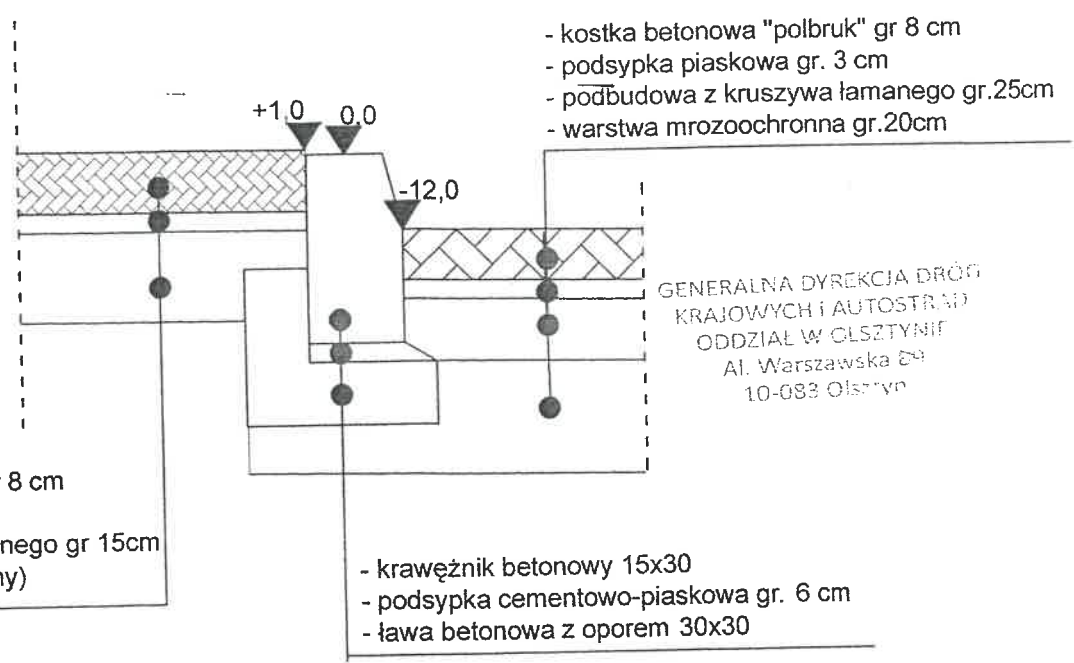 - kostka betonowa "polbruk" gr 8 cm
- podsypka piaskowa gr. 3 cm
- podbudowa z kruszywa łamanego gr.25cm
- warstwa mrozoochronna gr.20cm
+1,0 0,0
-12,0
GENERALNA DYREKCJA DRÓG
KRAJOWYCH i AUTOSTRAD
ODDZIAŁ W OLSZTYNIE
Al. Warszawska 89
10-083 Olsztyn
8 cm
nego gr 15cm
ny)
- krawężnik betonowy 15x30
- podsypka cementowo-piaskowa gr. 6 cm
- ława betonowa z oporem 30x30